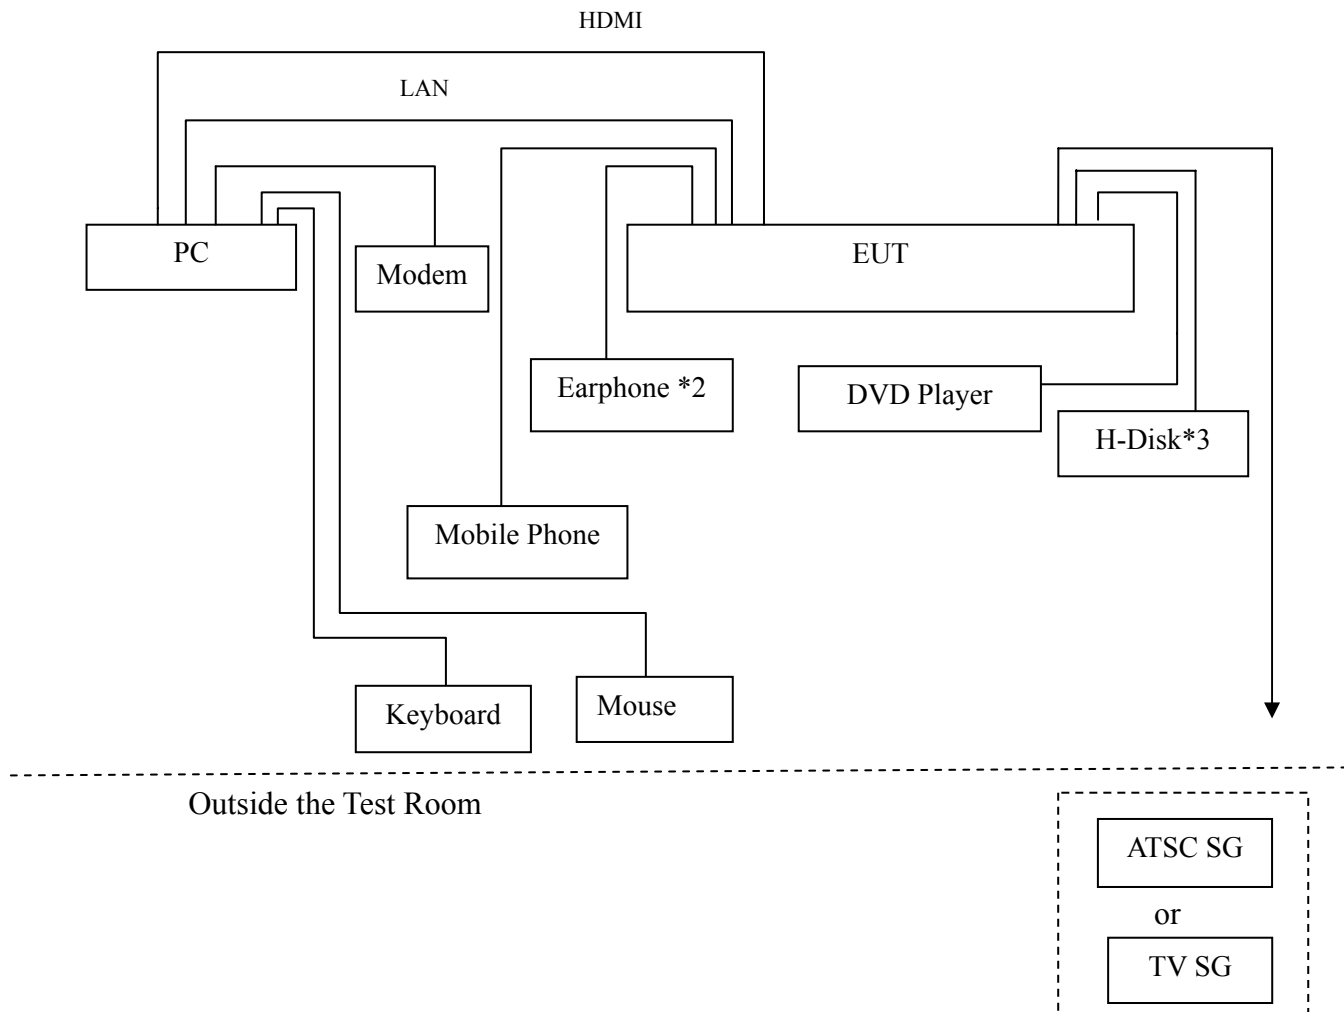 HDMI
LAN
PC
Modem
EUT
Earphone *2
DVD Player
H-Disk*3
Mobile Phone
Keyboard
Mouse
Outside the Test Room
ATSC SG
or
TV SG